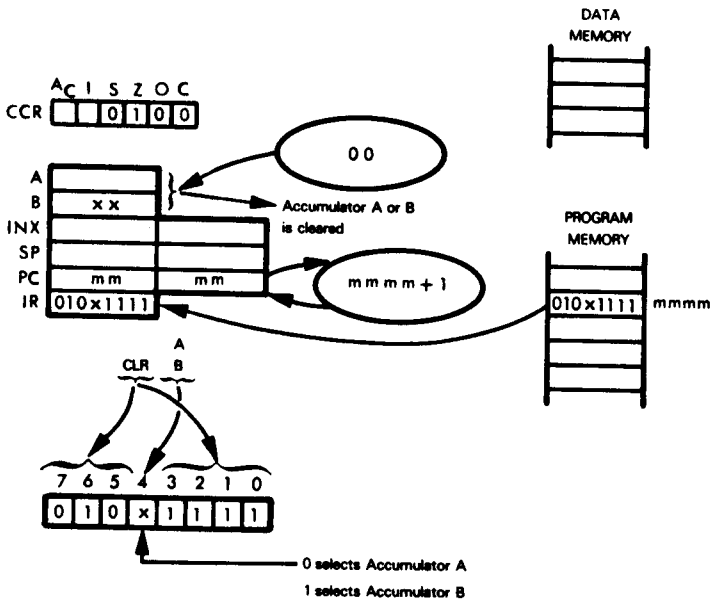 DATA
MEMORY
AC I S Z O C
CCR 0 1 0 0
0 0
A
B x x
Accumulator A or B
is cleared
INX
SP
PC mm mm
mmmm + 1
IR 010x1111
PROGRAM
MEMORY
010x1111 mmmm
A
CLR B
7 6 5 4 3 2 1 0
0 1 0 x 1 1 1 1
0 selects Accumulator A
1 selects Accumulator B